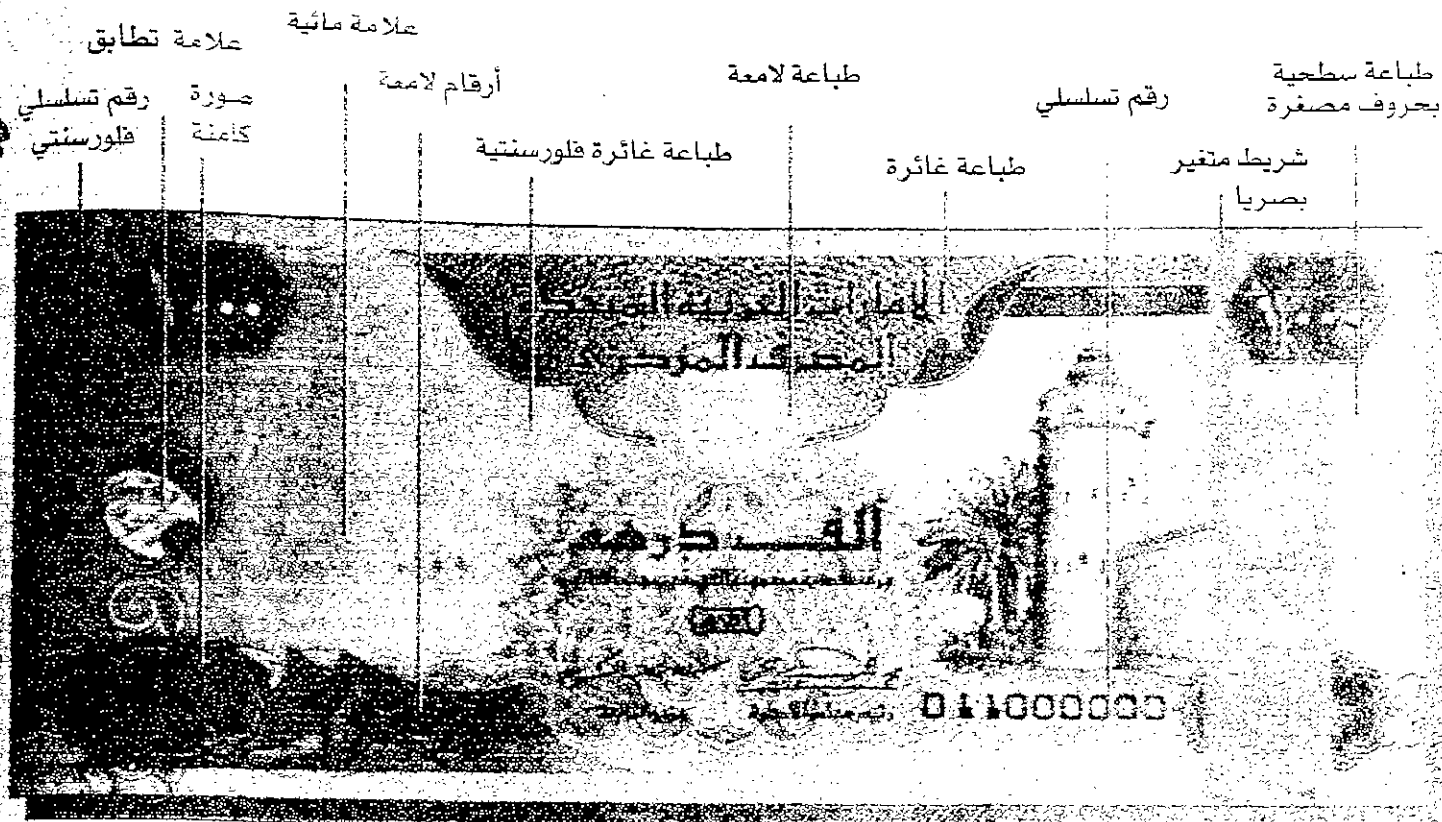 علامة مائية
علامة تطابق
طباعة لامعة
طباعة سطحية
بحروف مصغرة
أرقام لامعة
صورة
كامنة
رقم تسلسلي
فلورسنتي
رقم تسلسلي
طباعة غائرة فلورسنتية
طباعة غائرة
شريط متغير
بصريا
الإمارات العربية المتحدة
المصرف المركزي
ألف درهم
011000000